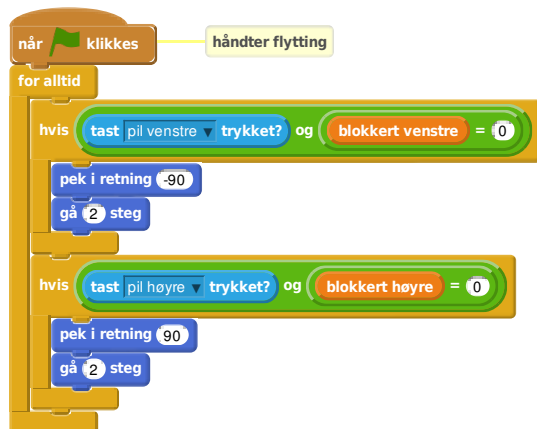 når klikkes håndter flytting
for alltid
hvis tast pil venstre trykket? og blokkert venstre = 0
pek i retning -90
gå 2 steg
hvis tast pil høyre trykket? og blokkert høyre = 0
pek i retning 90
gå 2 steg